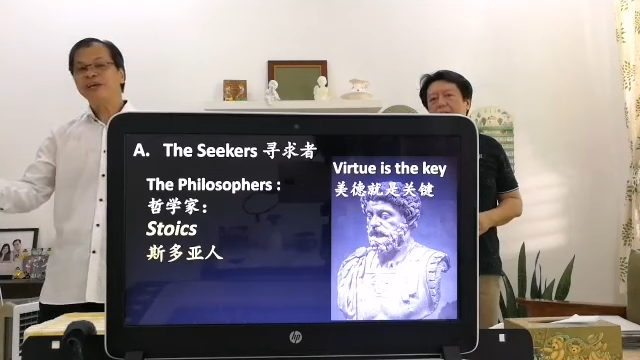 A. The Seekers 寻求者
The Philosophers :
哲学家：
Stoics
斯多亚人
Virtue is the key
美德就是关键
hp